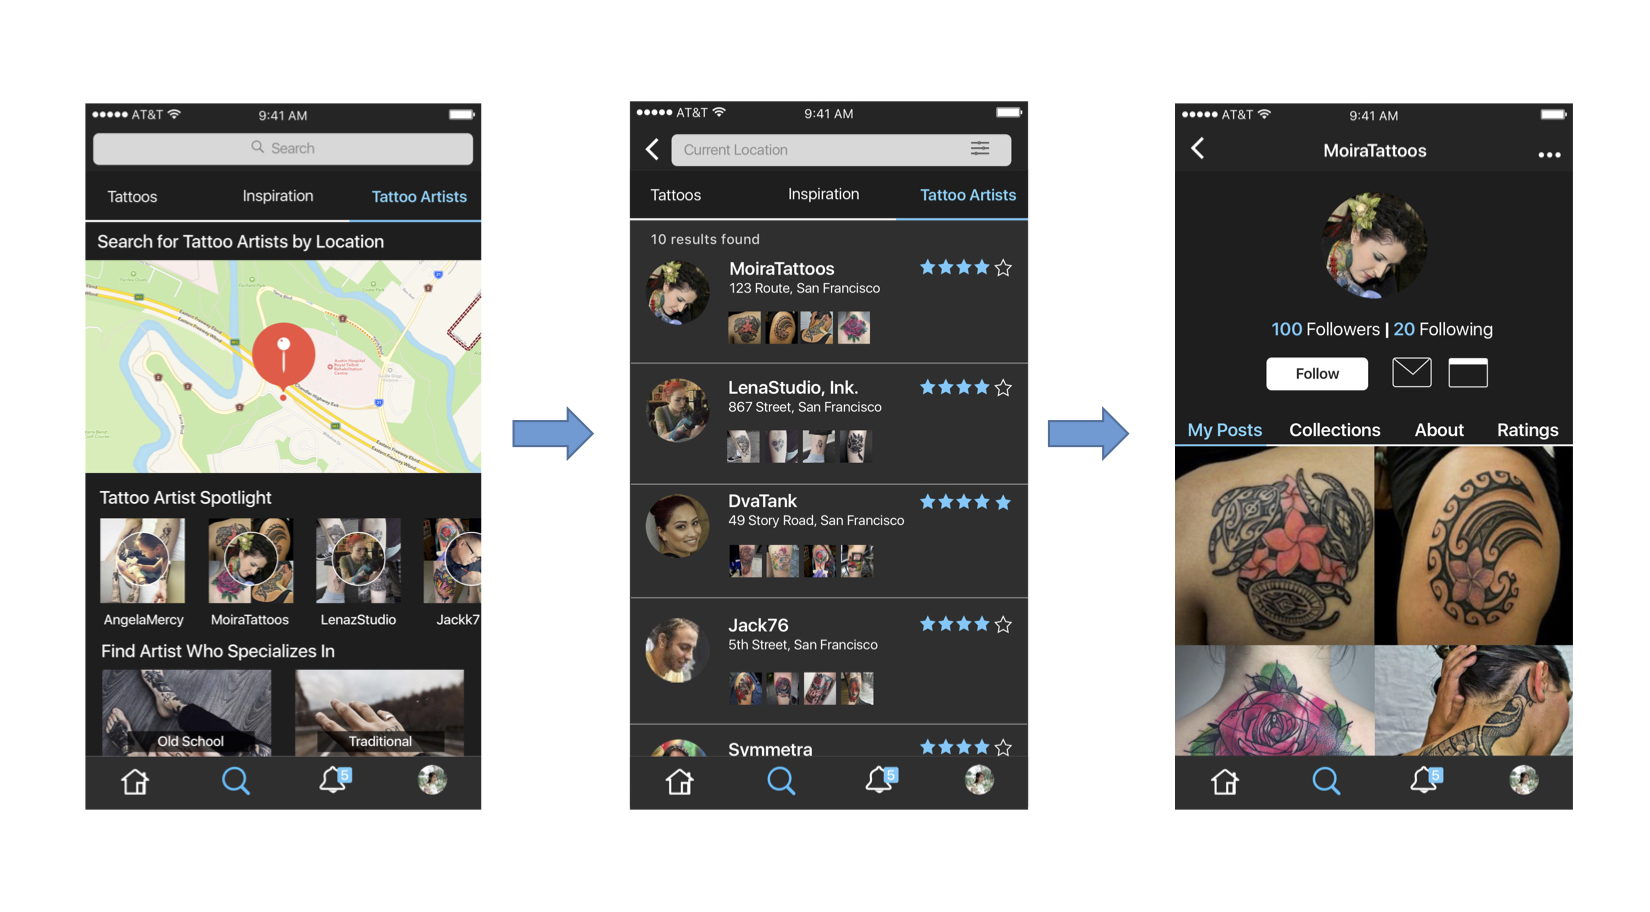 AT&T 9:41 AM
Search
Tattoos Inspiration Tattoo Artists
Search for Tattoo Artists by Location
Tattoo Artist Spotlight
AngelaMercy MoiraTattoos LenazStudio Jackk7
Find Artist Who Specializes In
Old School Traditional
5
AT&T 9:41 AM
Current Location
Tattoos Inspiration Tattoo Artists
10 results found
MoiraTattoos
123 Route, San Francisco
LenaStudio, Ink.
867 Street, San Francisco
DvaTank
49 Story Road, San Francisco
Jack76
5th Street, San Francisco
Symmetra
5
AT&T 9:41 AM
MoiraTattoos
100 Followers | 20 Following
Follow
My Posts Collections About Ratings
5